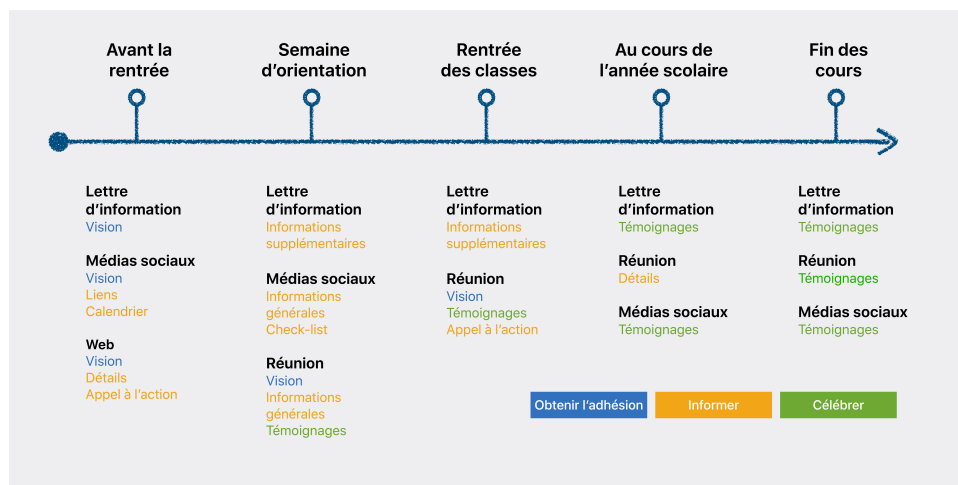 Avant la
rentrée
Semaine
d’orientation
Rentrée
des classes
Au cours de
l’année scolaire
Fin des
cours
Lettre
d’information
Vision
Médias sociaux
Vision
Liens
Calendrier
Web
Vision
Détails
Appel à l’action
Lettre
d’information
Informations
supplémentaires
Médias sociaux
Informations
générales
Check-list
Réunion
Vision
Informations
générales
Témoignages
Lettre
d’information
Informations
supplémentaires
Réunion
Vision
Témoignages
Appel à l’action
Lettre
d’information
Témoignages
Réunion
Détails
Médias sociaux
Témoignages
Lettre
d’information
Témoignages
Réunion
Témoignages
Médias sociaux
Témoignages
Obtenir l’adhésion
Informer
Célébrer